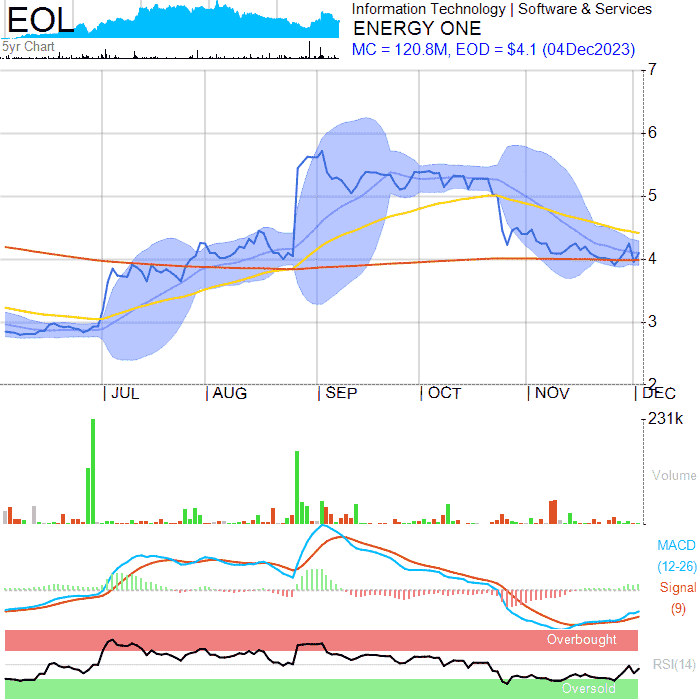 EOL
5yr Chart
Information Technology | Software & Services
ENERGY ONE
MC = 120.8M, EOD = $4.1 (04Dec2023)
7
6
5
4
3
2
| JUL | AUG | SEP | OCT | NOV | DEC
231k
Volume
MACD
(12-26)
Signal
(9)
Overbought
RSI(14)
Oversold